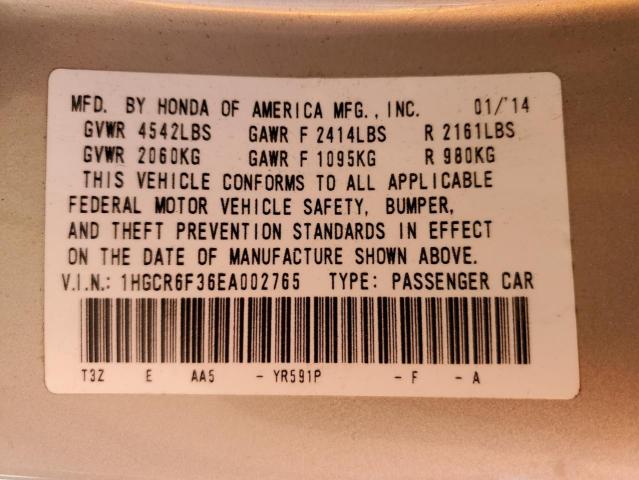 MFD. BY HONDA OF AMERICA MFG., INC. 01/'14
GVWR 4542LBS GAWR F 2414LBS R 2161LBS
GVWR 2060KG GAWR F 1095KG R 980KG
THIS VEHICLE CONFORMS TO ALL APPLICABLE
FEDERAL MOTOR VEHICLE SAFETY, BUMPER,
AND THEFT PREVENTION STANDARDS IN EFFECT
ON THE DATE OF MANUFACTURE SHOWN ABOVE.
V.I.N.: 1HGCR6F36EA002765 TYPE: PASSENGER CAR
T3Z E AA5 - YR591P - F - A